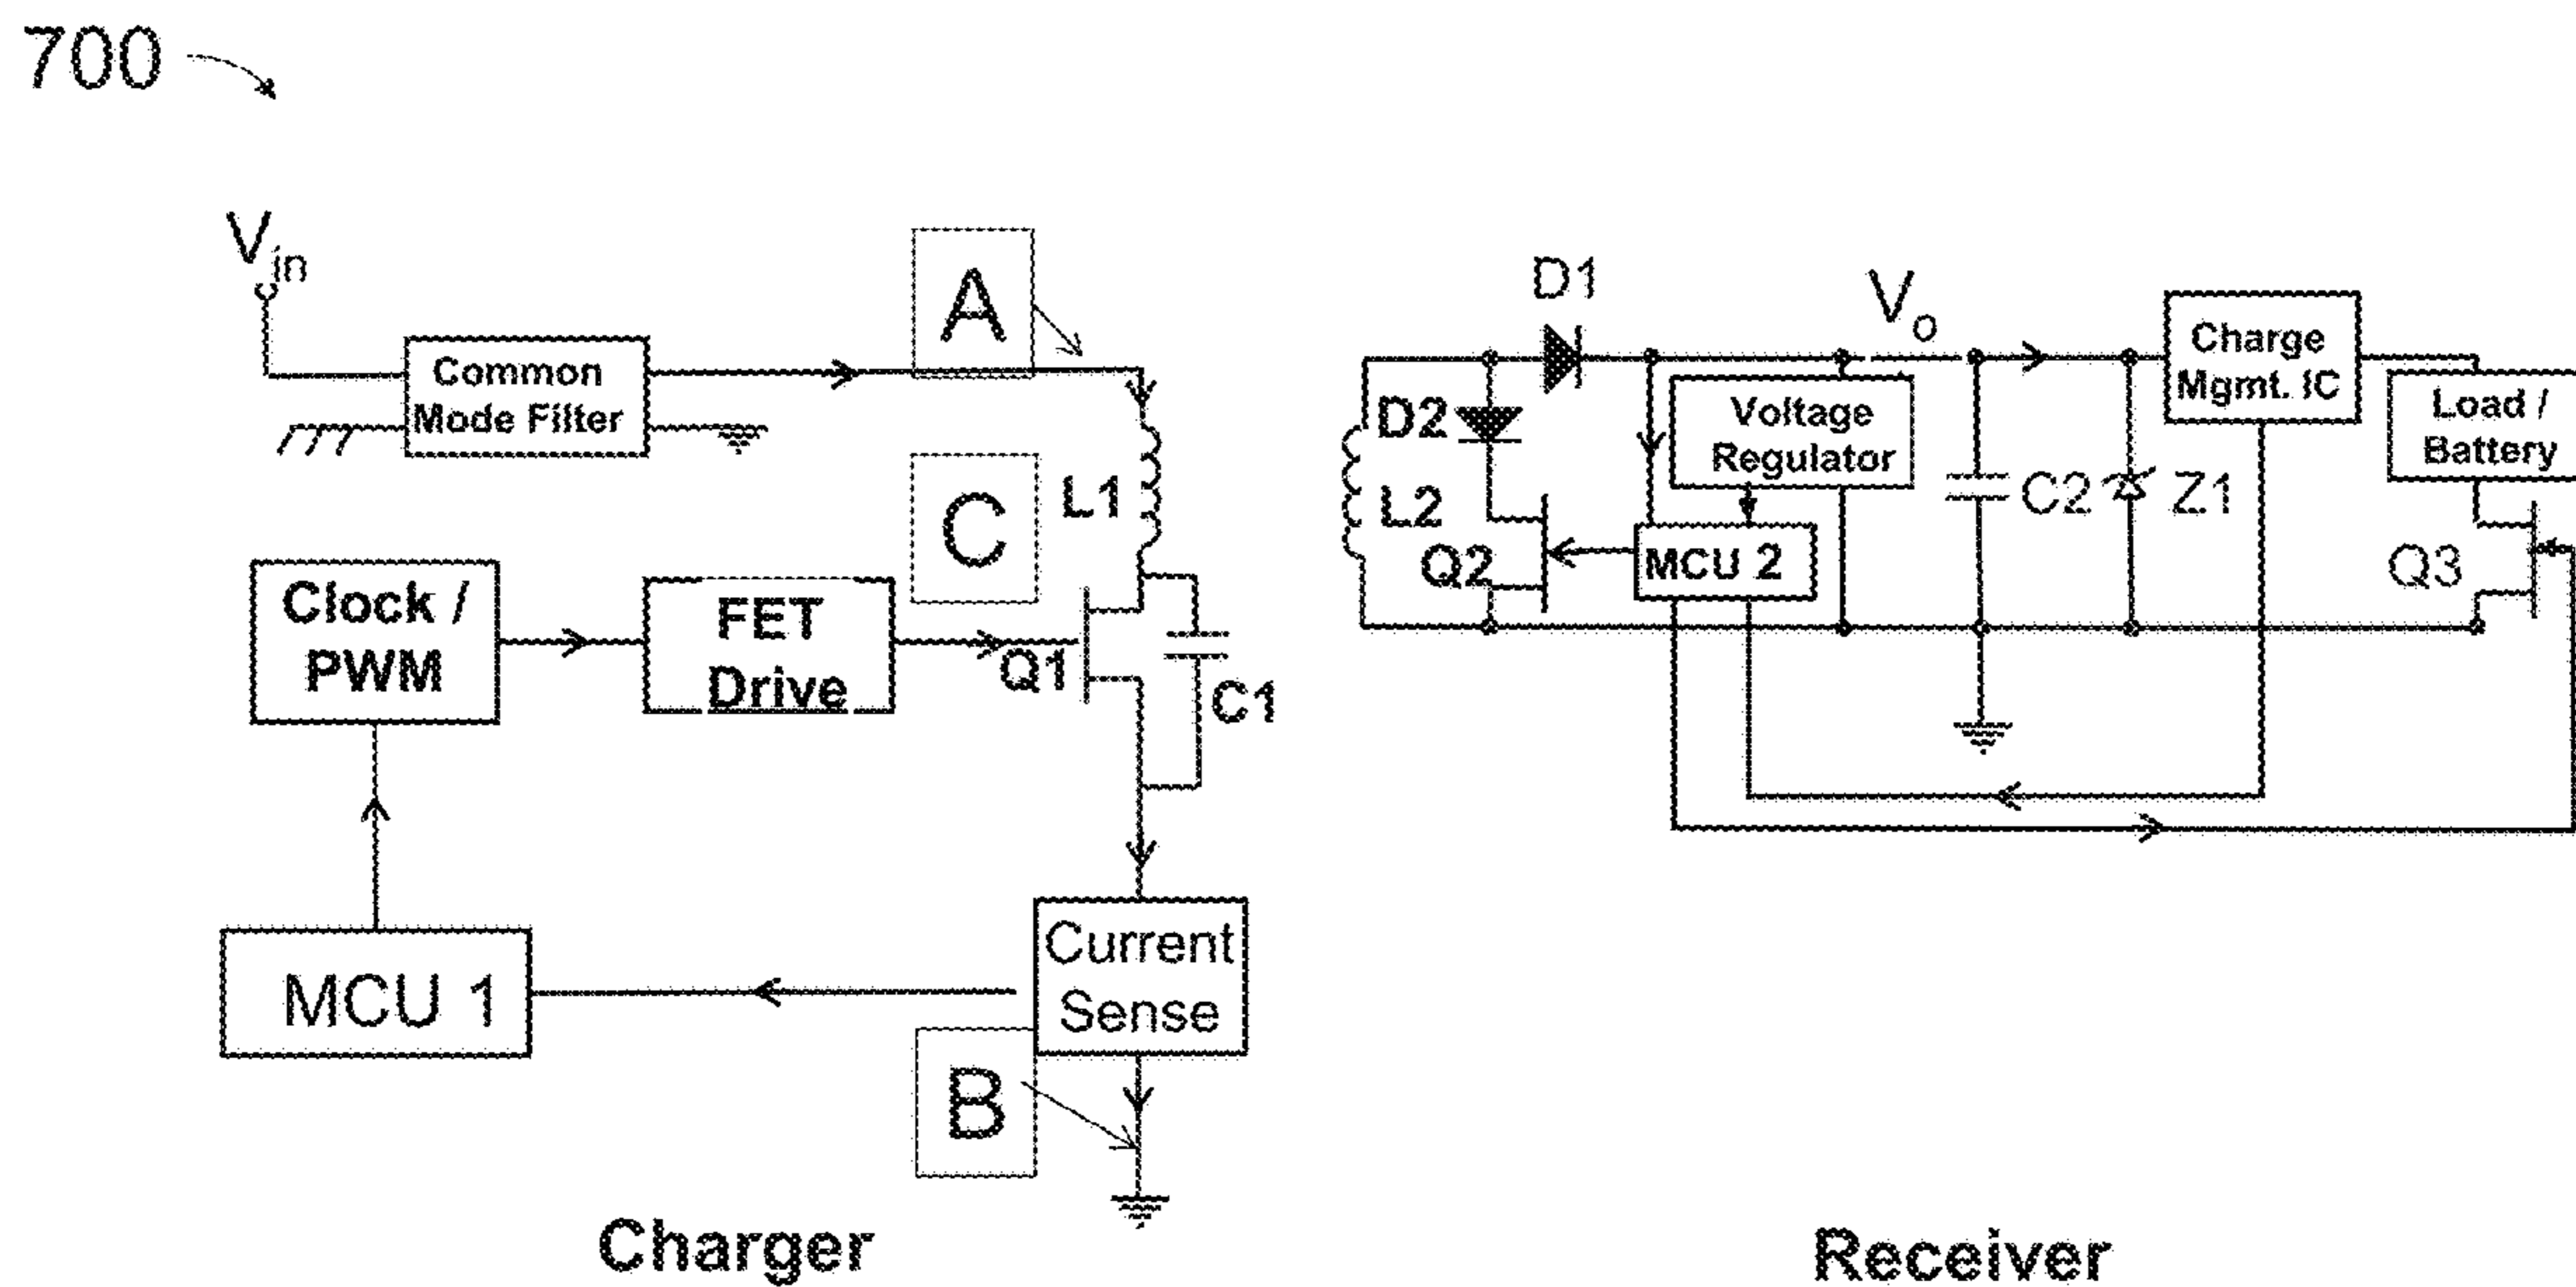 700
Vin
A
Common
Mode Filter
L1
C
Clock /
PWM
FET
Drive
Q1
C1
MCU 1
Current
Sense
B
Charger
D1
Vo
Charge
Mgmt. IC
D2
Voltage
Regulator
Load /
Battery
L2
C2
Z1
Q2
MCU 2
Q3
Receiver